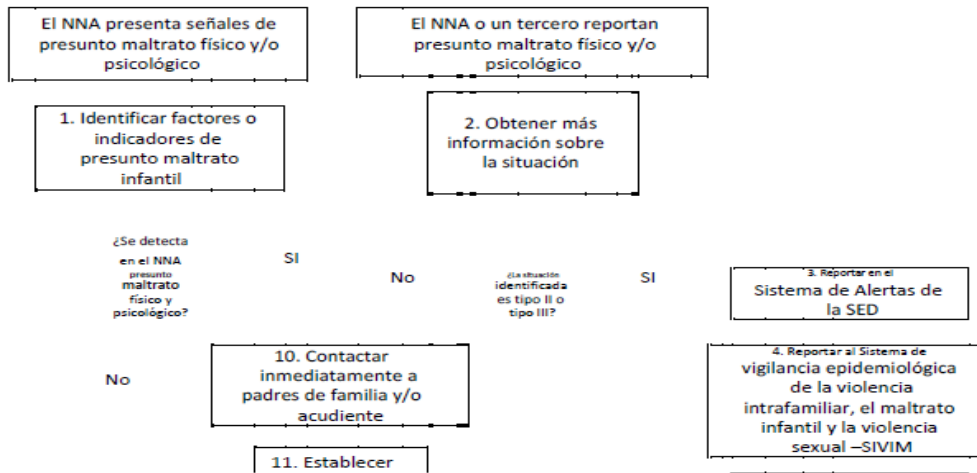 El NNA presenta señales de
presunto maltrato físico y/o
psicológico
El NNA o un tercero reportan
presunto maltrato físico y/o
psicológico
1. Identificar factores o
indicadores de
presunto maltrato
infantil
2. Obtener más
información sobre
la situación
¿Se detecta
en el NNA
presunto
maltrato
físico y
psicológico?
SI
No
¿La situación
identificada
es tipo II o
tipo III?
SI
3. Reportar en el
Sistema de Alertas de
la SED
No
10. Contactar
inmediatamente a
padres de familia y/o
acudiente
4. Reportar al Sistema de
vigilancia epidemiológica
de la violencia
intrafamiliar, el maltrato
infantil y la violencia
sexual –SIVIM
11. Establecer